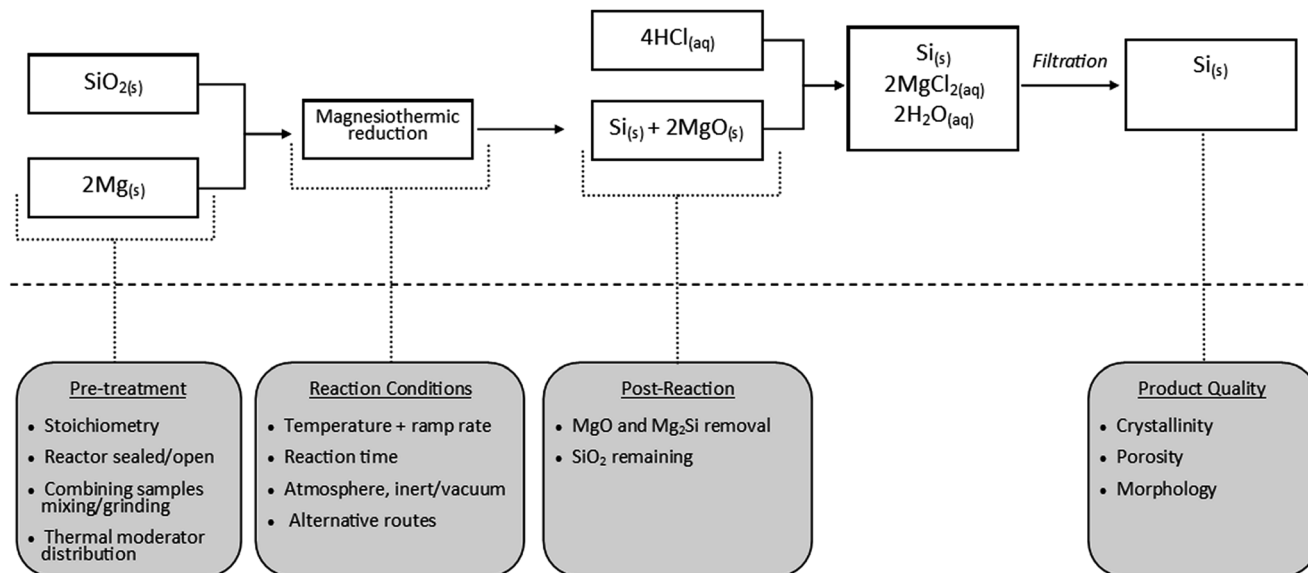 SiO2(s)
2Mg(s)
Magnesiothermic
reduction
4HCl(aq)
Si(s) + 2MgO(s)
Si(s)
2MgCl2(aq)
2H2O(aq)
Filtration
Si(s)
Pre-treatment
• Stoichiometry
• Reactor sealed/open
• Combining samples
mixing/grinding
• Thermal moderator
distribution
Reaction Conditions
• Temperature + ramp rate
• Reaction time
• Atmosphere, inert/vacuum
• Alternative routes
Post-Reaction
• MgO and Mg2Si removal
• SiO2 remaining
Product Quality
• Crystallinity
• Porosity
• Morphology